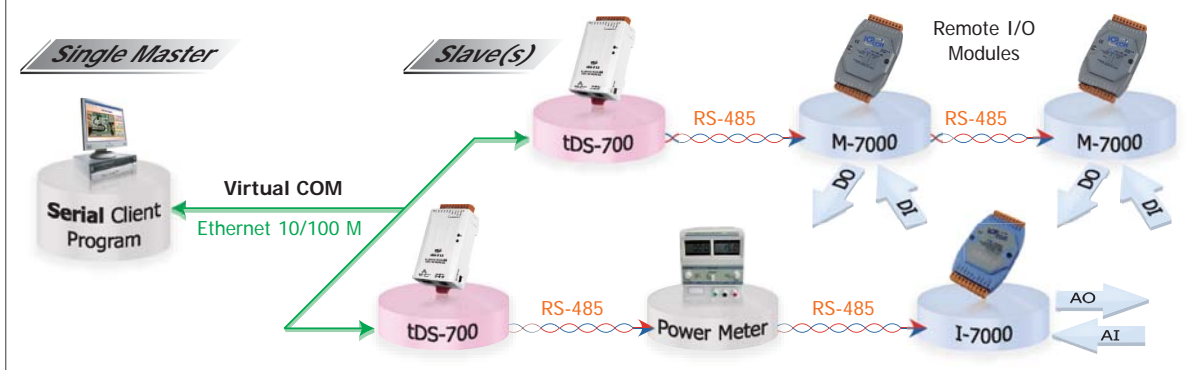 Single Master
Slave(s)
Remote I/O
Modules
tDS-700
RS-485
M-7000
RS-485
M-7000
DO
DI
DO
DI
Virtual COM
Ethernet 10/100 M
Serial Client
Program
tDS-700
RS-485
Power Meter
RS-485
I-7000
AO
AI